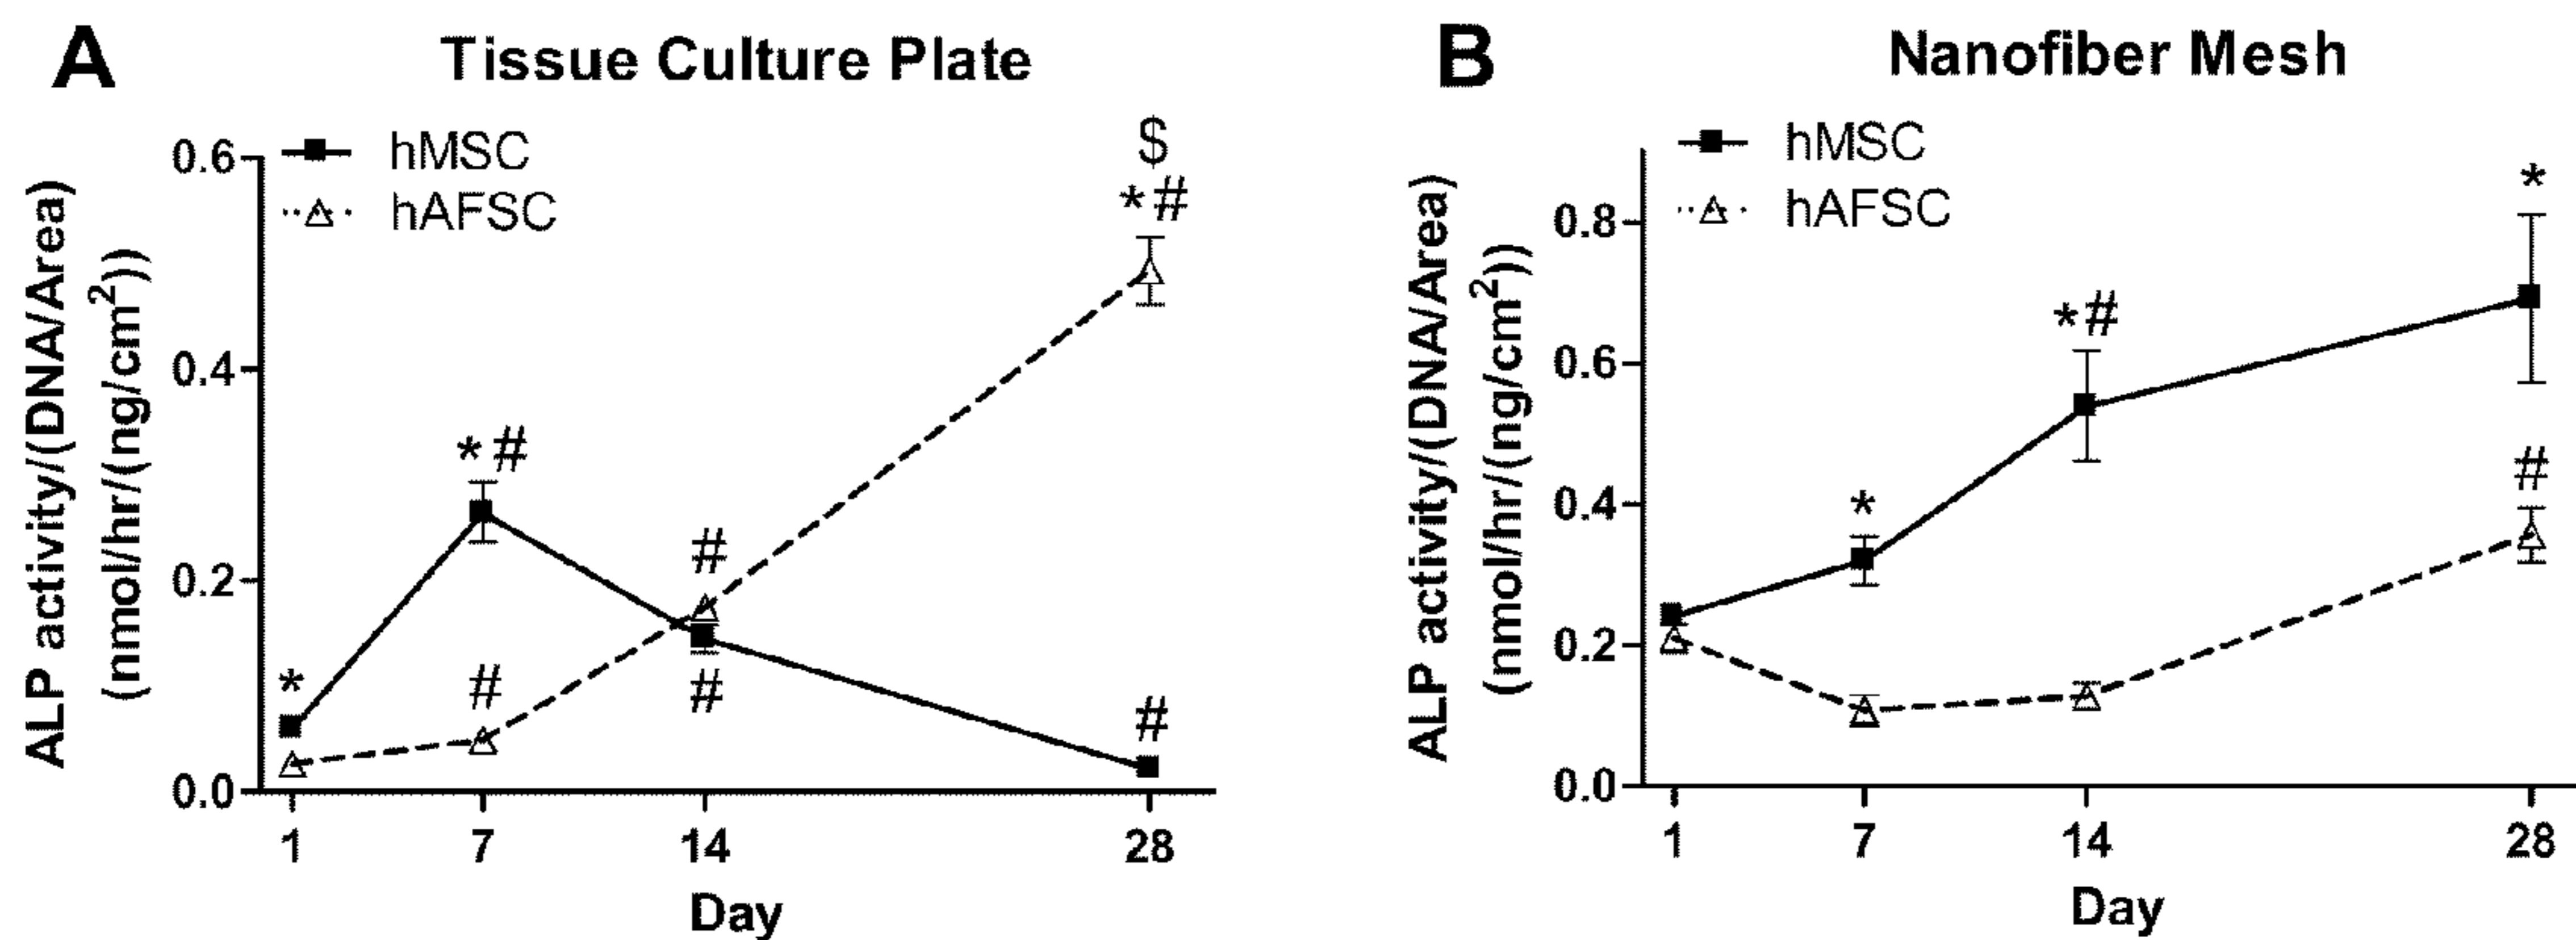 A
Tissue Culture Plate
hMSC
hAFSC
ALP activity/(DNA/Area)
(nmol/hr/(ng/cm²))
0.6
0.4
0.2
0.0
*
* #
#
#
#
$
* #
#
1
7
14
28
Day
B
Nanofiber Mesh
hMSC
hAFSC
ALP activity/(DNA/Area)
(nmol/hr/(ng/cm²))
0.8
0.6
0.4
0.2
0.0
*
* #
*
#
1
7
14
28
Day